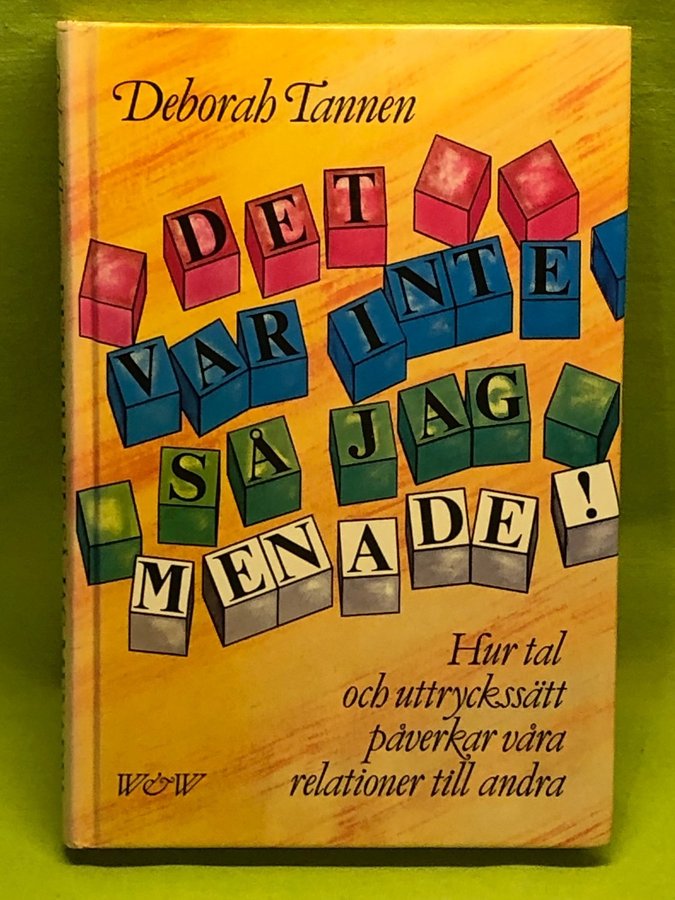 Deborah Tannen
DET
VAR INTE
SÅ JAG
MENADE!
Hur tal
och uttryckssätt
påverkar våra
relationer till andra
W&W